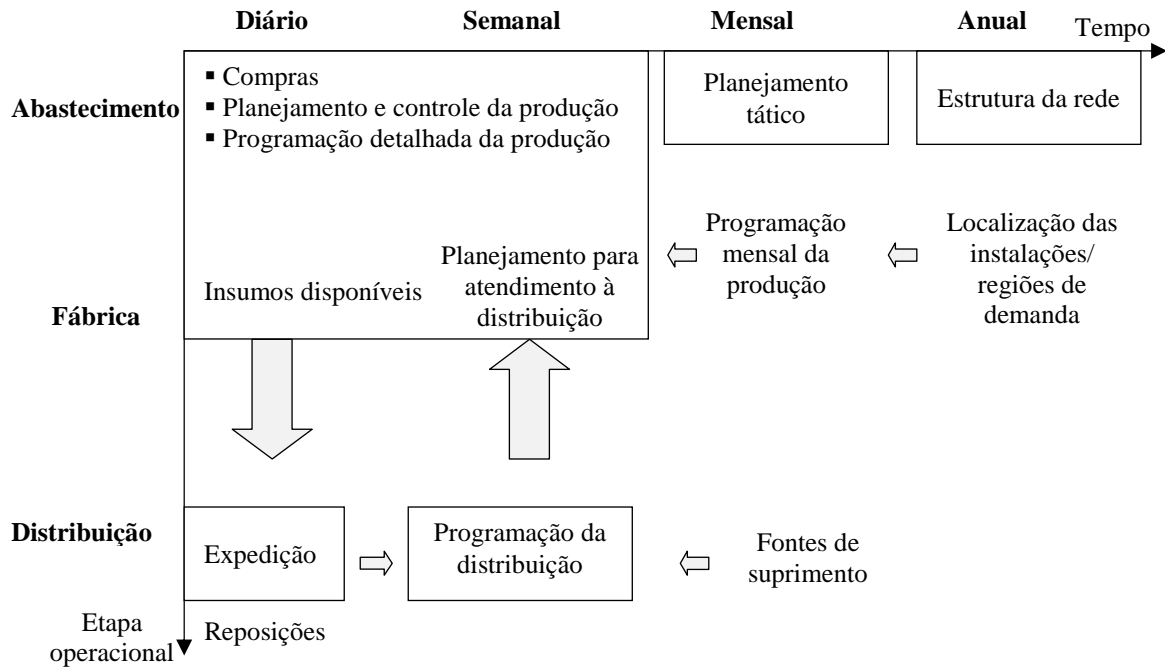 Diário
Semanal
Mensal
Anual
Tempo
Abastecimento
▪ Compras
▪ Planejamento e controle da produção
▪ Programação detalhada da produção
Planejamento
tático
Estrutura da rede
Programação
mensal da
produção
Localização das
instalações/
regiões de
demanda
Insumos disponíveis
Planejamento para
atendimento à
distribuição
Fábrica
Distribuição
Expedição
Programação da
distribuição
Fontes de
suprimento
Etapa
operacional
Reposições